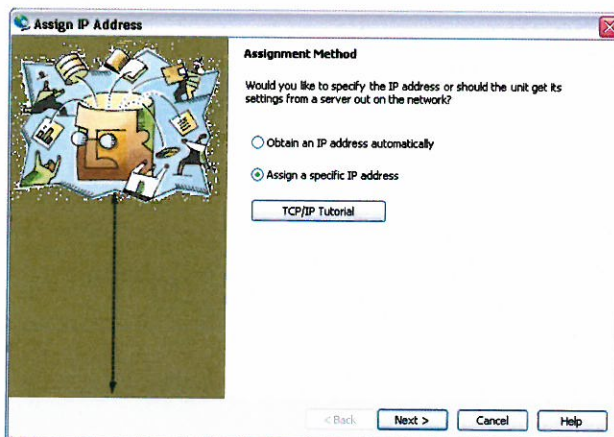 Assign IP Address
Assignment Method
Would you like to specify the IP address or should the unit get its
settings from a server out on the network?
Obtain an IP address automatically
Assign a specific IP address
TCP/IP Tutorial
< Back
Next >
Cancel
Help